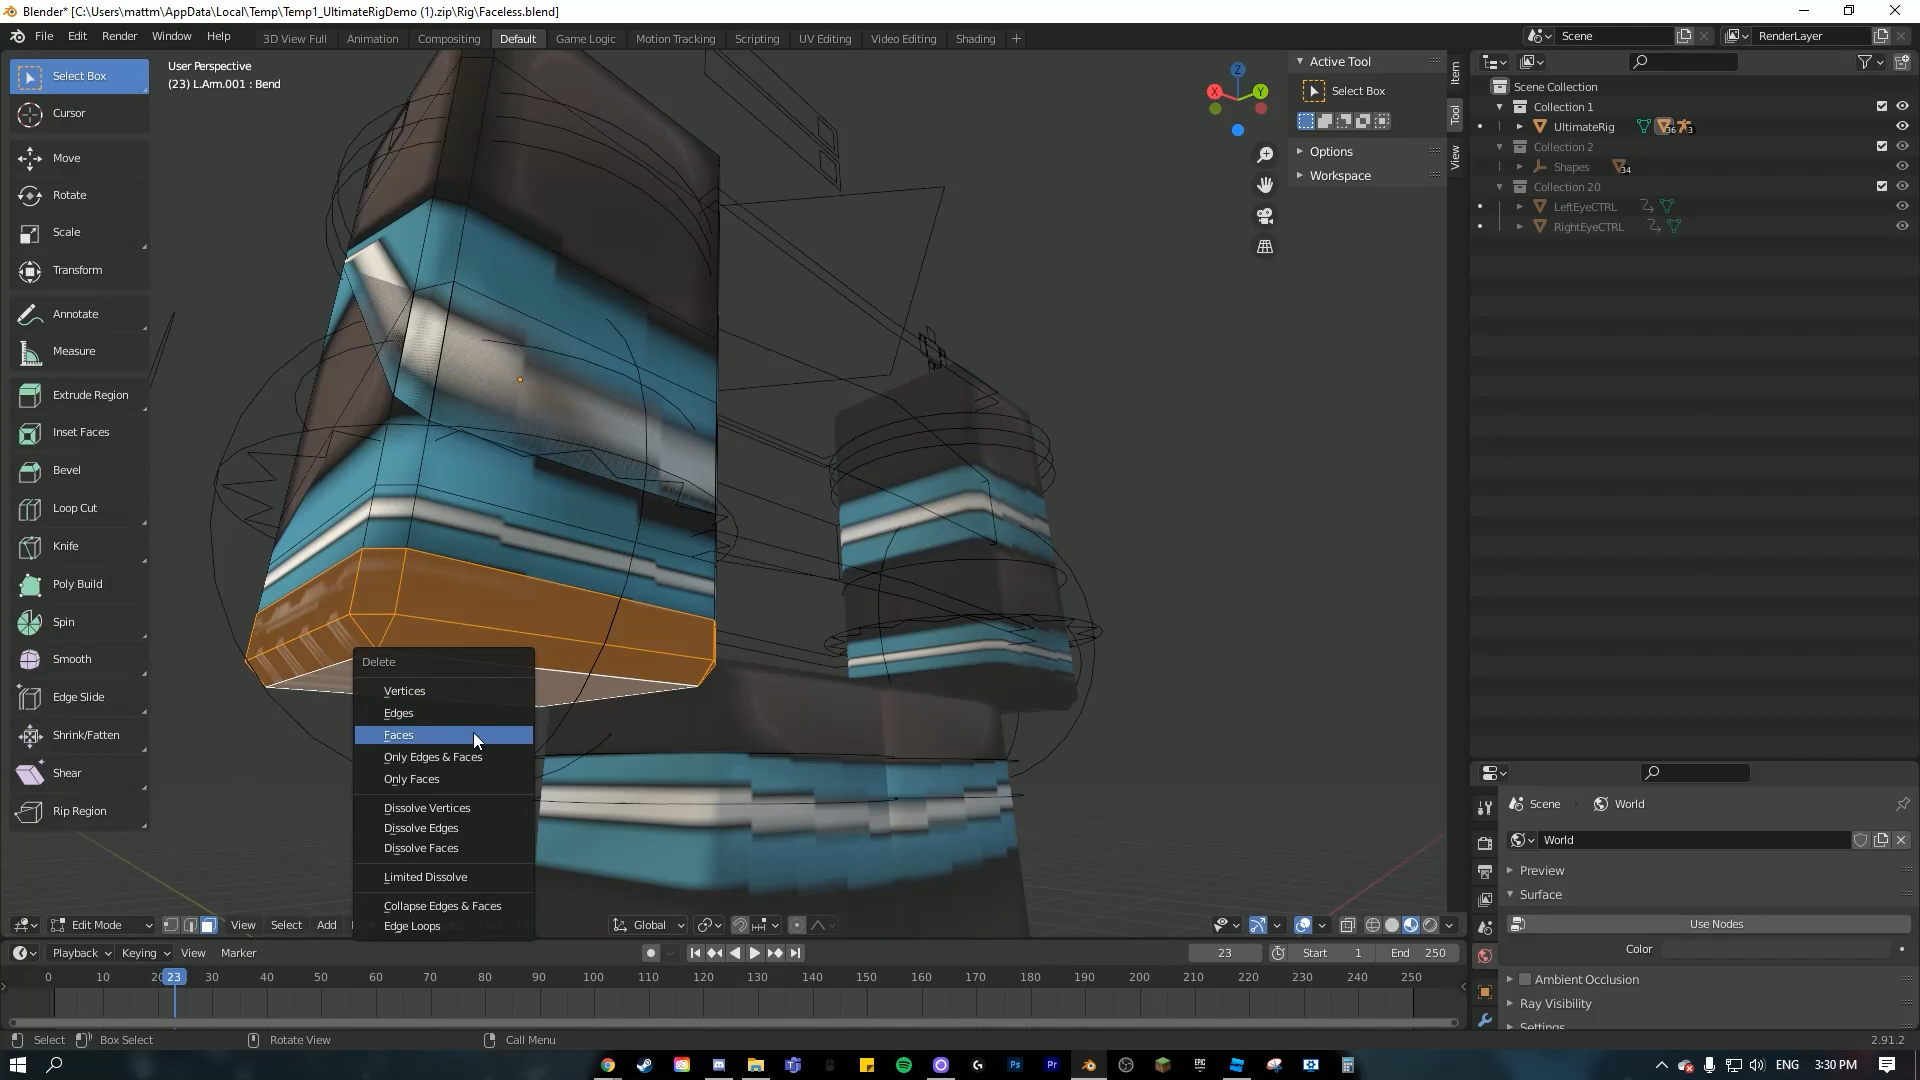 Blender* [C:\Users\mattm\AppData\Local\Temp\Temp1_UltimateRigDemo (1).zip\Rig\Faceless.blend]
File Edit Render Window Help
3D View Full Animation Compositing Default Game Logic Motion Tracking Scripting UV Editing Video Editing Shading +
Scene
RenderLayer
Select Box
Cursor
Move
Rotate
Scale
Transform
Annotate
Measure
Extrude Region
Inset Faces
Bevel
Loop Cut
Knife
Poly Build
Spin
Smooth
Edge Slide
Shrink/Fatten
Shear
Rip Region
User Perspective
(23) L.Arm.001 : Bend
X Y Z
Active Tool
Select Box
Options
Workspace
Item
Tool
View
Scene Collection
Collection 1
UltimateRig 36 3
Collection 2
Shapes 34
Collection 20
LeftEyeCTRL
RightEyeCTRL
Delete
Vertices
Edges
Faces
Only Edges & Faces
Only Faces
Dissolve Vertices
Dissolve Edges
Dissolve Faces
Limited Dissolve
Collapse Edges & Faces
Edge Loops
Edit Mode View Select Add
Global
Playback Keying View Marker
23 Start 1 End 250
0 10 20 23 30 40 50 60 70 80 90 100 110 120 130 140 150 160 170 180 190 200 210 220 230 240 250
Scene World
World
Preview
Surface
Use Nodes
Color
Ambient Occlusion
Ray Visibility
Settings
Select Box Select Rotate View Call Menu 2.91.2
Ps Pr EPIC
ENG 3:30 PM